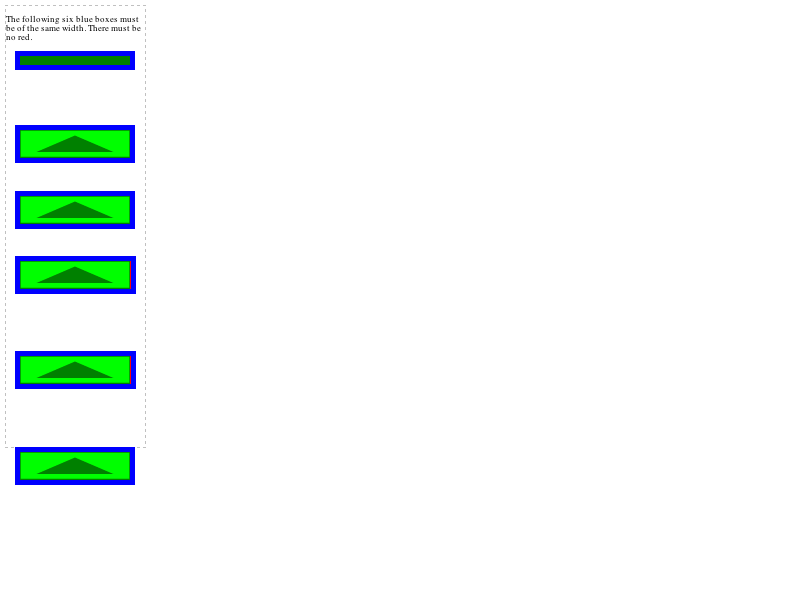 The following six blue boxes must
be of the same width. There must be
no red.